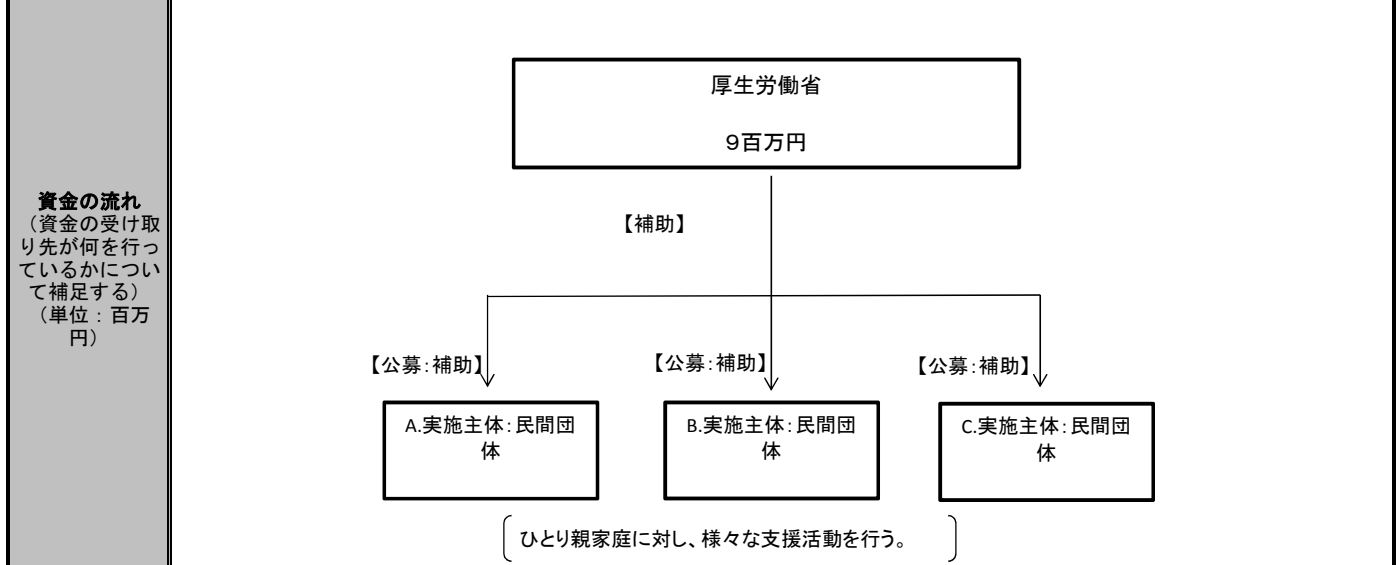 資金の流れ
（資金の受け取
り先が何を行っ
ているかについ
て補足する）
（単位：百万
円）
厚生労働省
９百万円
【補助】
【公募：補助】
【公募：補助】
【公募：補助】
A.実施主体：民間団
体
B.実施主体：民間団
体
C.実施主体：民間団
体
ひとり親家庭に対し、様々な支援活動を行う。